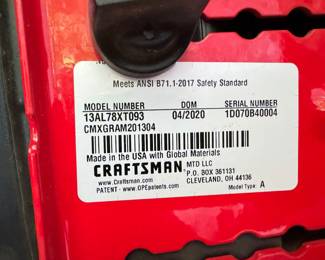 Meets ANSI B71.1-2017 Safety Standard
MODEL NUMBER DOM SERIAL NUMBER
13AL78XT093 04/2020 1D070B40004
CMXGRAM201304
Made in the USA with Global Materials
CRAFTSMAN MTD LLC
www.Craftsman.com P.O. BOX 361131
PATENT - www.OPEpatents.com CLEVELAND, OH 44136
Model Type: A